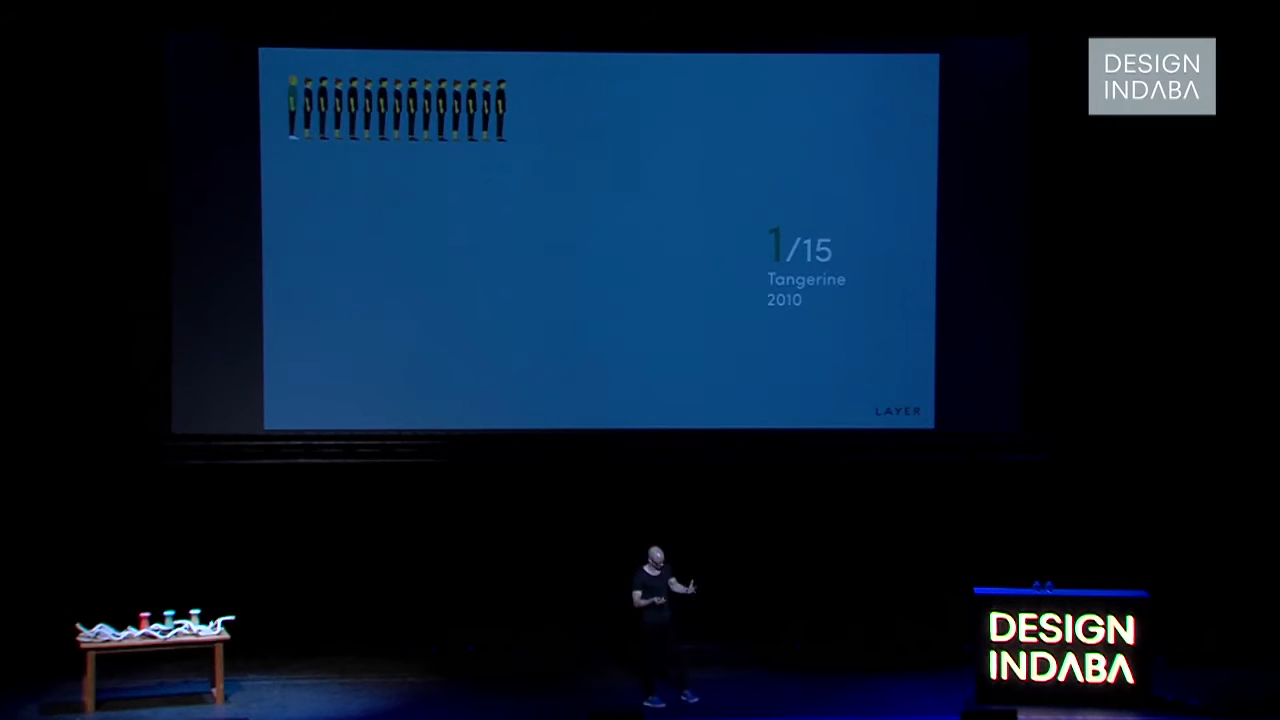 DESIGN
INDABA
1/15
Tangerine
2010
LAYER
DESIGN
INDABA